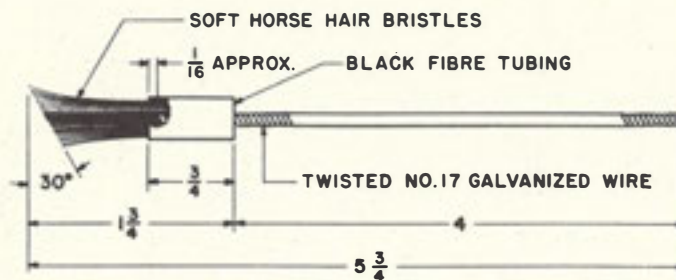 SOFT HORSE HAIR BRISTLES
1/16 APPROX.
BLACK FIBRE TUBING
30°
3/4
TWISTED NO.17 GALVANIZED WIRE
1 3/4
4
5 3/4